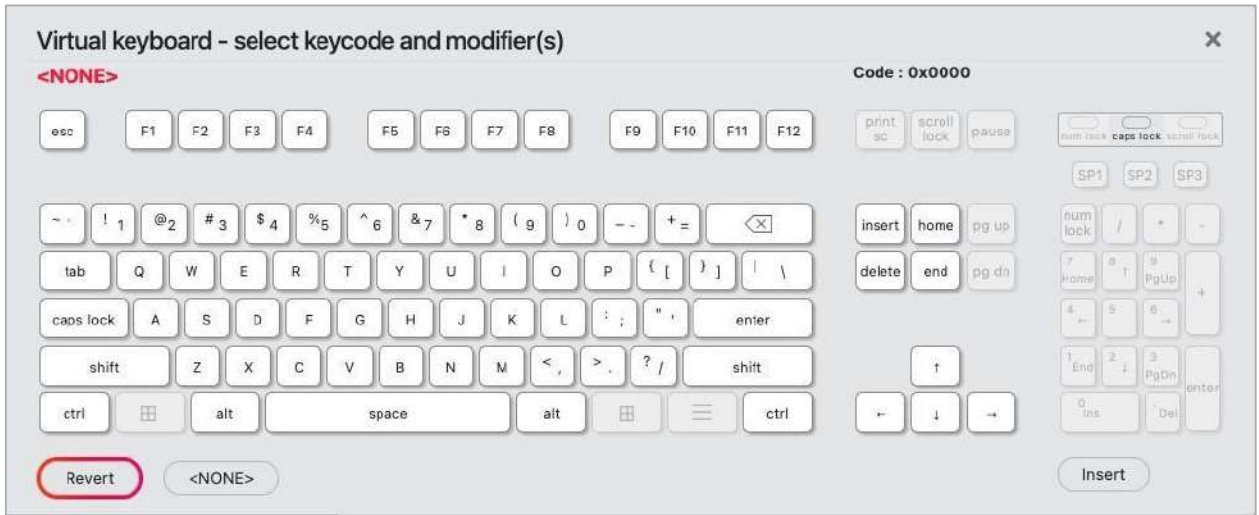 Virtual keyboard - select keycode and modifier(s) ×
<NONE> Code : 0x0000
esc F1 F2 F3 F4 F5 F6 F7 F8 F9 F10 F11 F12 print sc scroll lock pause num lock caps lock scroll lock
SP1 SP2 SP3
~ ` ! 1 @ 2 # 3 $ 4 % 5 ^ 6 & 7 * 8 ( 9 ) 0 _ - + = insert home pg up num lock / * -
tab Q W E R T Y U I O P { [ } ] | \ delete end pg dn 7 Home 8 ↑ 9 PgUp +
caps lock A S D F G H J K L : ; " ' enter 4 ← 5 6 →
shift Z X C V B N M < , > . ? / shift ↑ 1 End 2 ↓ 3 PgDn enter
ctrl alt space alt ctrl ← ↓ → 0 Ins . Del
Revert <NONE> Insert